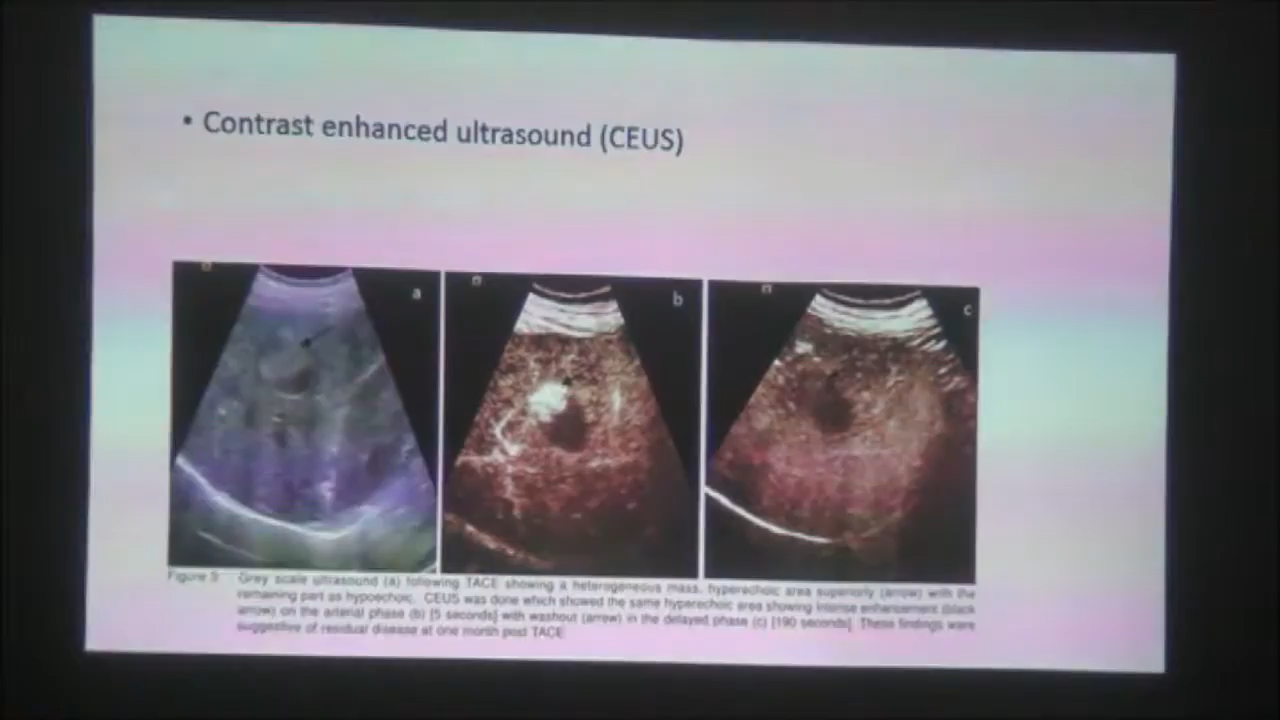 • Contrast enhanced ultrasound (CEUS)
a
b
c
Figure 5 Grey scale ultrasound (a) following TACE showing a heterogeneous mass, hyperechoic area superiorly (arrow) with the
remaining part as hypoechoic. CEUS was done which showed the same hyperechoic area showing intense enhancement (black
arrow) on the arterial phase (b) [5 seconds] with washout (arrow) in the delayed phase (c) [190 seconds]. These findings were
suggestive of residual disease at one month post TACE